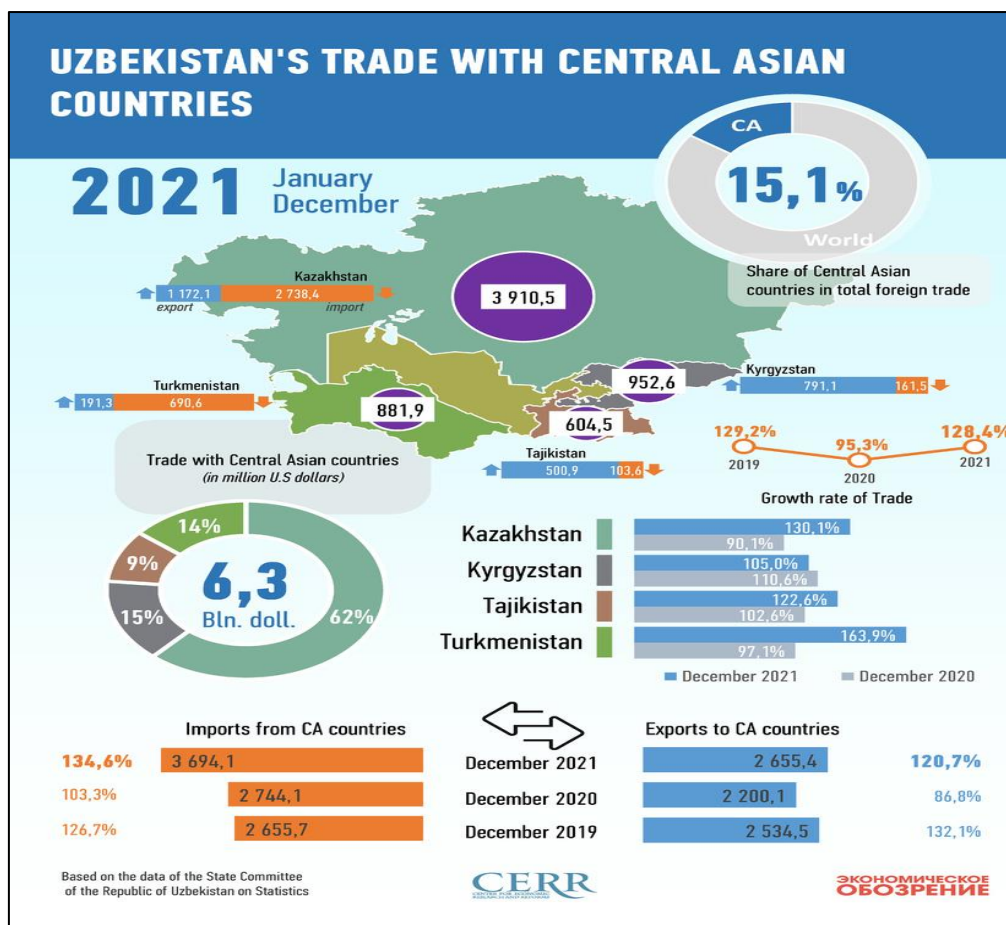 UZBEKISTAN'S TRADE WITH CENTRAL ASIAN
COUNTRIES
CA
15,1%
World
Share of Central Asian
countries in total foreign trade
2021
January
December
Kazakhstan
1 172,1 2 738,4
export import
3 910,5
Turkmenistan
191,3 690,6
881,9
952,6
Kyrgyzstan
791,1 161,5
604,5
Tajikistan
500,9 103,6
129,2% 95,3% 128,4%
2019 2020 2021
Growth rate of Trade
Trade with Central Asian countries
(in million U.S dollars)
14%
9%
15%
62%
6,3
Bln. doll.
Kazakhstan 130,1%
90,1%
Kyrgyzstan 105,0%
110,6%
Tajikistan 122,6%
102,6%
Turkmenistan 163,9%
97,1%
December 2021 December 2020
Imports from CA countries Exports to CA countries
134,6% 3 694,1 December 2021 2 655,4 120,7%
103,3% 2 744,1 December 2020 2 200,1 86,8%
126,7% 2 655,7 December 2019 2 534,5 132,1%
Based on the data of the State Committee
of the Republic of Uzbekistan on Statistics
CERR
CENTER FOR ECONOMIC
RESEARCH AND REFORMS
ЭКОНОМИЧЕСКОЕ
ОБОЗРЕНИЕ